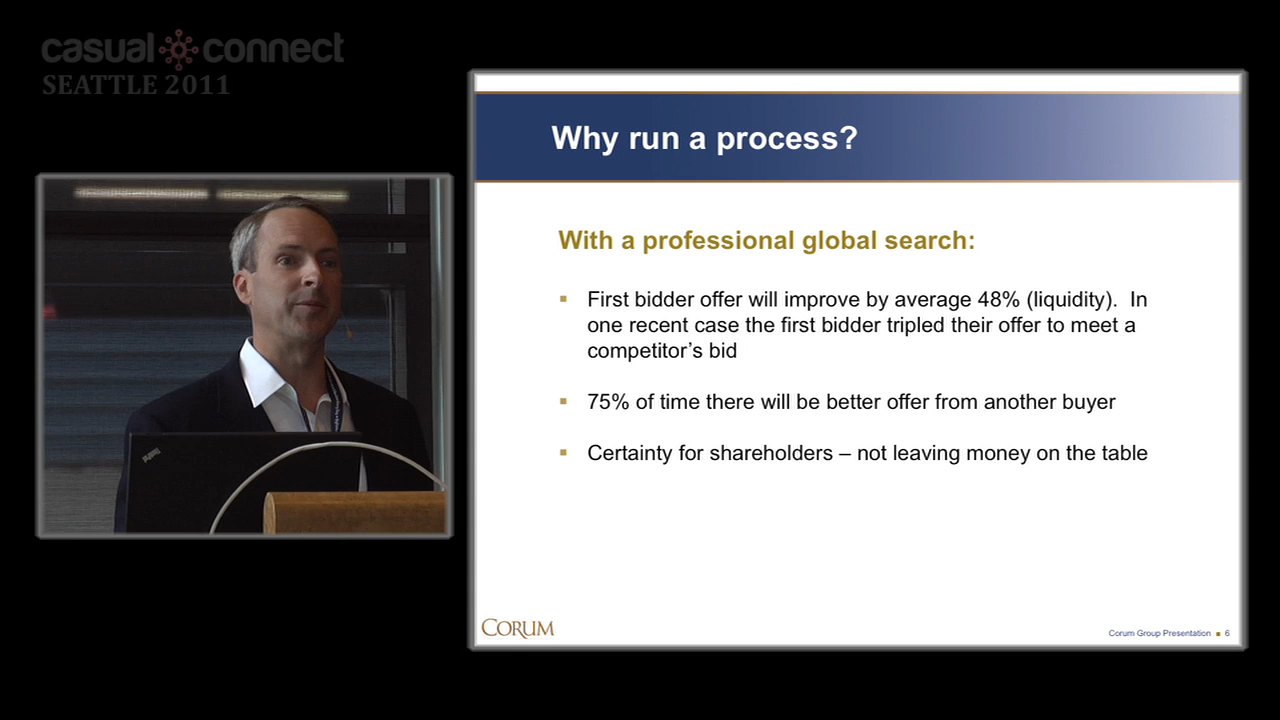 casual connect
SEATTLE 2011
Why run a process?
With a professional global search:
▪ First bidder offer will improve by average 48% (liquidity).  In
one recent case the first bidder tripled their offer to meet a
competitor’s bid
▪ 75% of time there will be better offer from another buyer
▪ Certainty for shareholders – not leaving money on the table
CORUM
Corum Group Presentation ▪ 6